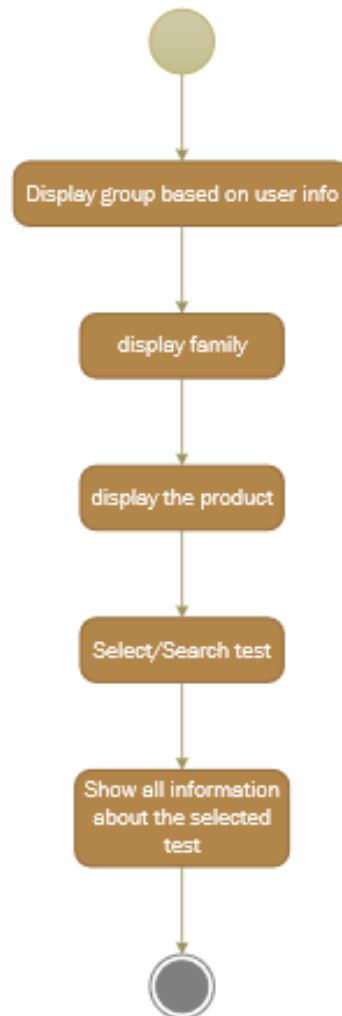 Display group based on user info
display family
display the product
Select/Search test
Show all information
about the selected
test